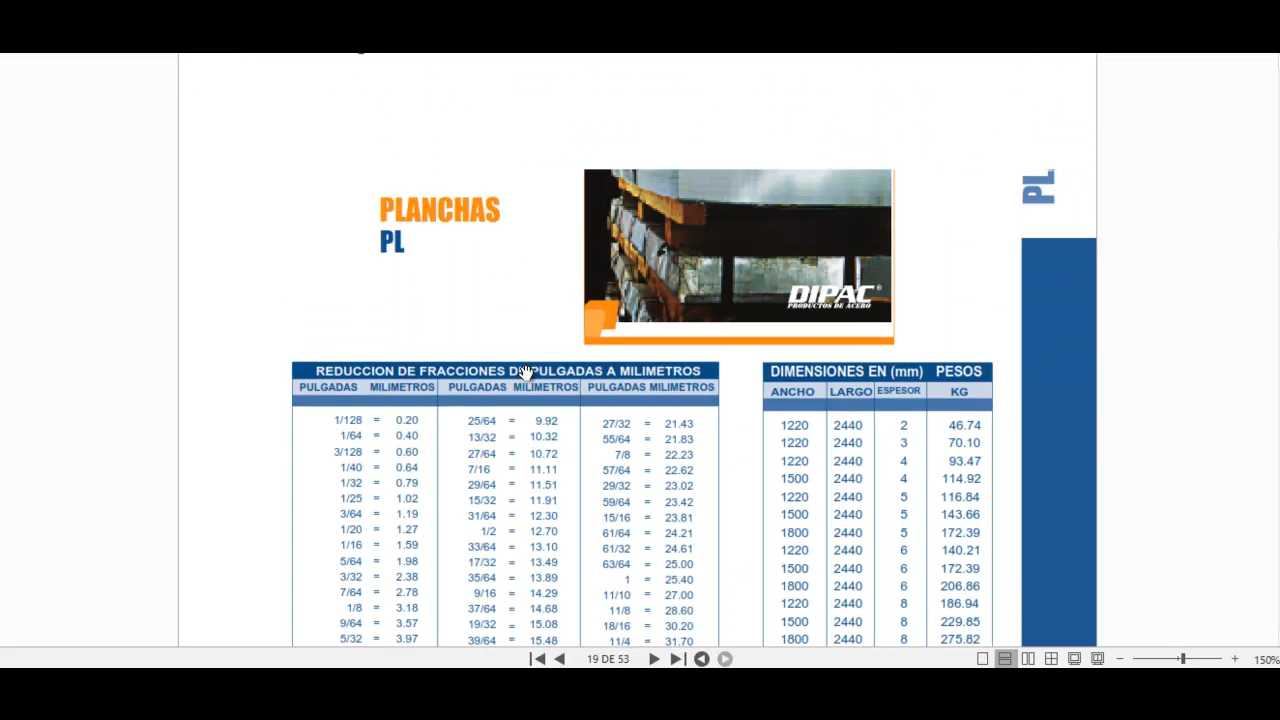 PLANCHAS
PL
PL
DIPAC®
PRODUCTOS DE ACERO
REDUCCION DE FRACCIONES DE PULGADAS A MILIMETROS
PULGADAS MILIMETROS PULGADAS MILIMETROS PULGADAS MILIMETROS
1/128 = 0.20 25/64 = 9.92 27/32 = 21.43
1/64 = 0.40 13/32 = 10.32 55/64 = 21.83
3/128 = 0.60 27/64 = 10.72 7/8 = 22.23
1/40 = 0.64 7/16 = 11.11 57/64 = 22.62
1/32 = 0.79 29/64 = 11.51 29/32 = 23.02
1/25 = 1.02 15/32 = 11.91 59/64 = 23.42
3/64 = 1.19 31/64 = 12.30 15/16 = 23.81
1/20 = 1.27 1/2 = 12.70 61/64 = 24.21
1/16 = 1.59 33/64 = 13.10 61/32 = 24.61
5/64 = 1.98 17/32 = 13.49 63/64 = 25.00
3/32 = 2.38 35/64 = 13.89 1 = 25.40
7/64 = 2.78 9/16 = 14.29 11/10 = 27.00
1/8 = 3.18 37/64 = 14.68 11/8 = 28.60
9/64 = 3.57 19/32 = 15.08 18/16 = 30.20
5/32 = 3.97 39/64 = 15.48 11/4 = 31.70
DIMENSIONES EN (mm) PESOS
ANCHO LARGO ESPESOR KG
1220 2440 2 46.74
1220 2440 3 70.10
1220 2440 4 93.47
1500 2440 4 114.92
1220 2440 5 116.84
1500 2440 5 143.66
1800 2440 5 172.39
1220 2440 6 140.21
1500 2440 6 172.39
1800 2440 6 206.86
1220 2440 8 186.94
1500 2440 8 229.85
1800 2440 8 275.82
19 DE 53
150%